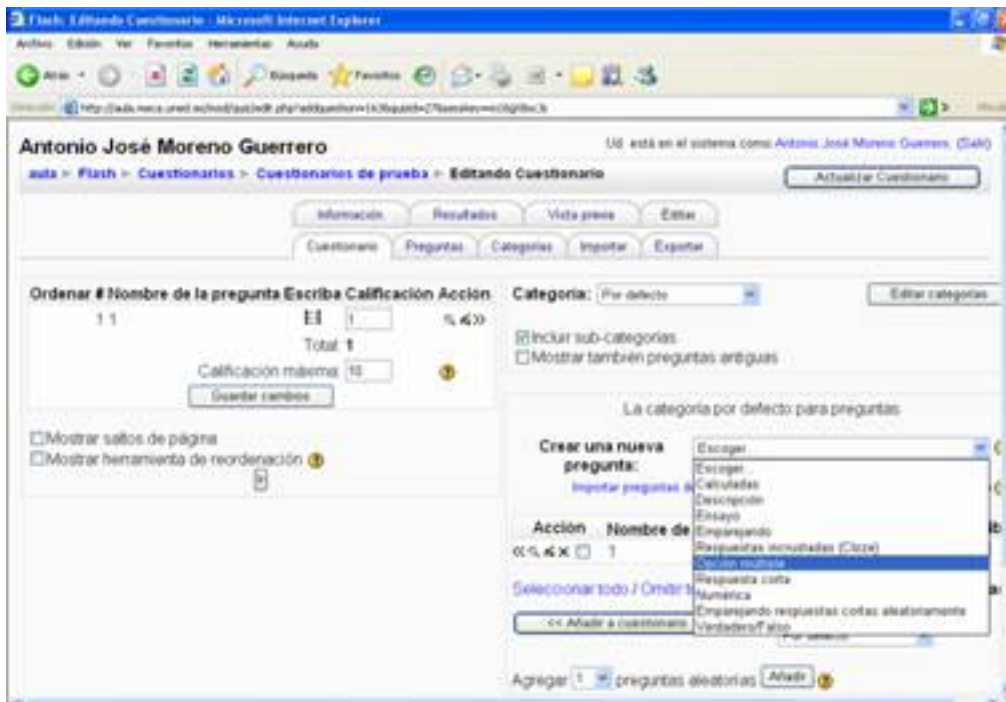 Flash: Editando Cuestionario - Microsoft Internet Explorer
Archivo Edición Ver Favoritos Herramientas Ayuda
Atrás Búsqueda Favoritos
Antonio José Moreno Guerrero
Ud. está en el sistema como Antonio José Moreno Guerrero. (Salir)
aula ► Flash ► Cuestionarios ► Cuestionarios de prueba ► Editando Cuestionario
Actualizar Cuestionario
Información Resultados Vista previa Editar
Cuestionario Preguntas Categorías Importar Exportar
Ordenar # Nombre de la pregunta Escriba Calificación Acción
1 1 1
Total: 1
Calificación máxima: 10
Guardar cambios
Mostrar saltos de página
Mostrar herramienta de reordenación
Categoría: Por defecto Editar categorías
Incluir sub-categorías
Mostrar también preguntas antiguas
La categoría por defecto para preguntas
Crear una nueva pregunta: Escoger...
Escoger...
Calculadas
Descripción
Ensayo
Emparejando
Respuestas incrustadas (Cloze)
Opción múltiple
Respuesta corta
Numérica
Emparejando respuestas cortas aleatoriamente
Verdadero/Falso
Importar preguntas
Acción Nombre de
1
Seleccionar todo / Omitir
<< Añadir a cuestionario
Por defecto
Agregar 1 preguntas aleatorias Añadir